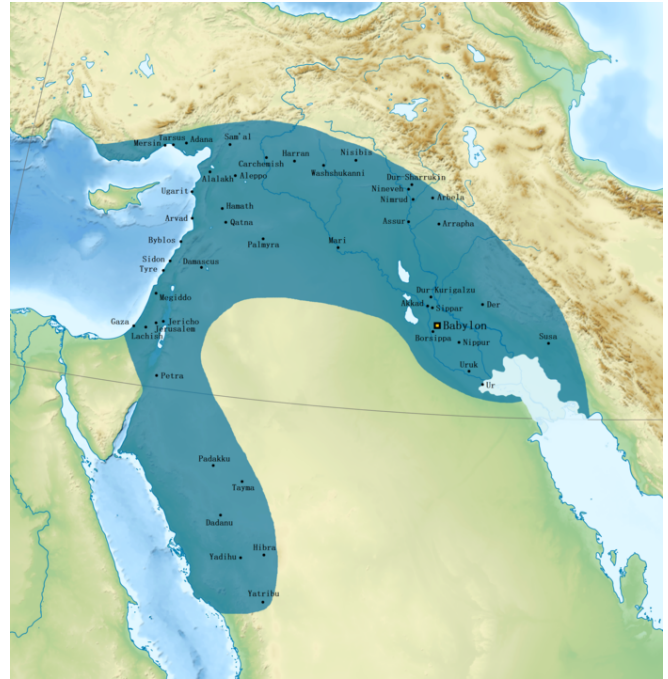 Mersin
Tarsus
Adana
Sam'al
Carchemish
Harran
Nisibis
Washukanni
Dur Sharrukin
Nineveh
Nimrud
Arbela
Alalakh
Aleppo
Ugarit
Hamath
Arvad
Qatna
Assur
Arrapha
Byblos
Palmyra
Mari
Sidon
Damascus
Tyre
Megiddo
Dur-Kurigalzu
Akkad
Sippar
Der
Gaza
Jericho
Jerusalem
Lachish
Babylon
Borsippa
Nippur
Susa
Uruk
Petra
Ur
Padakku
Tayma
Dadanu
Yadihu
Hibra
Yatribu